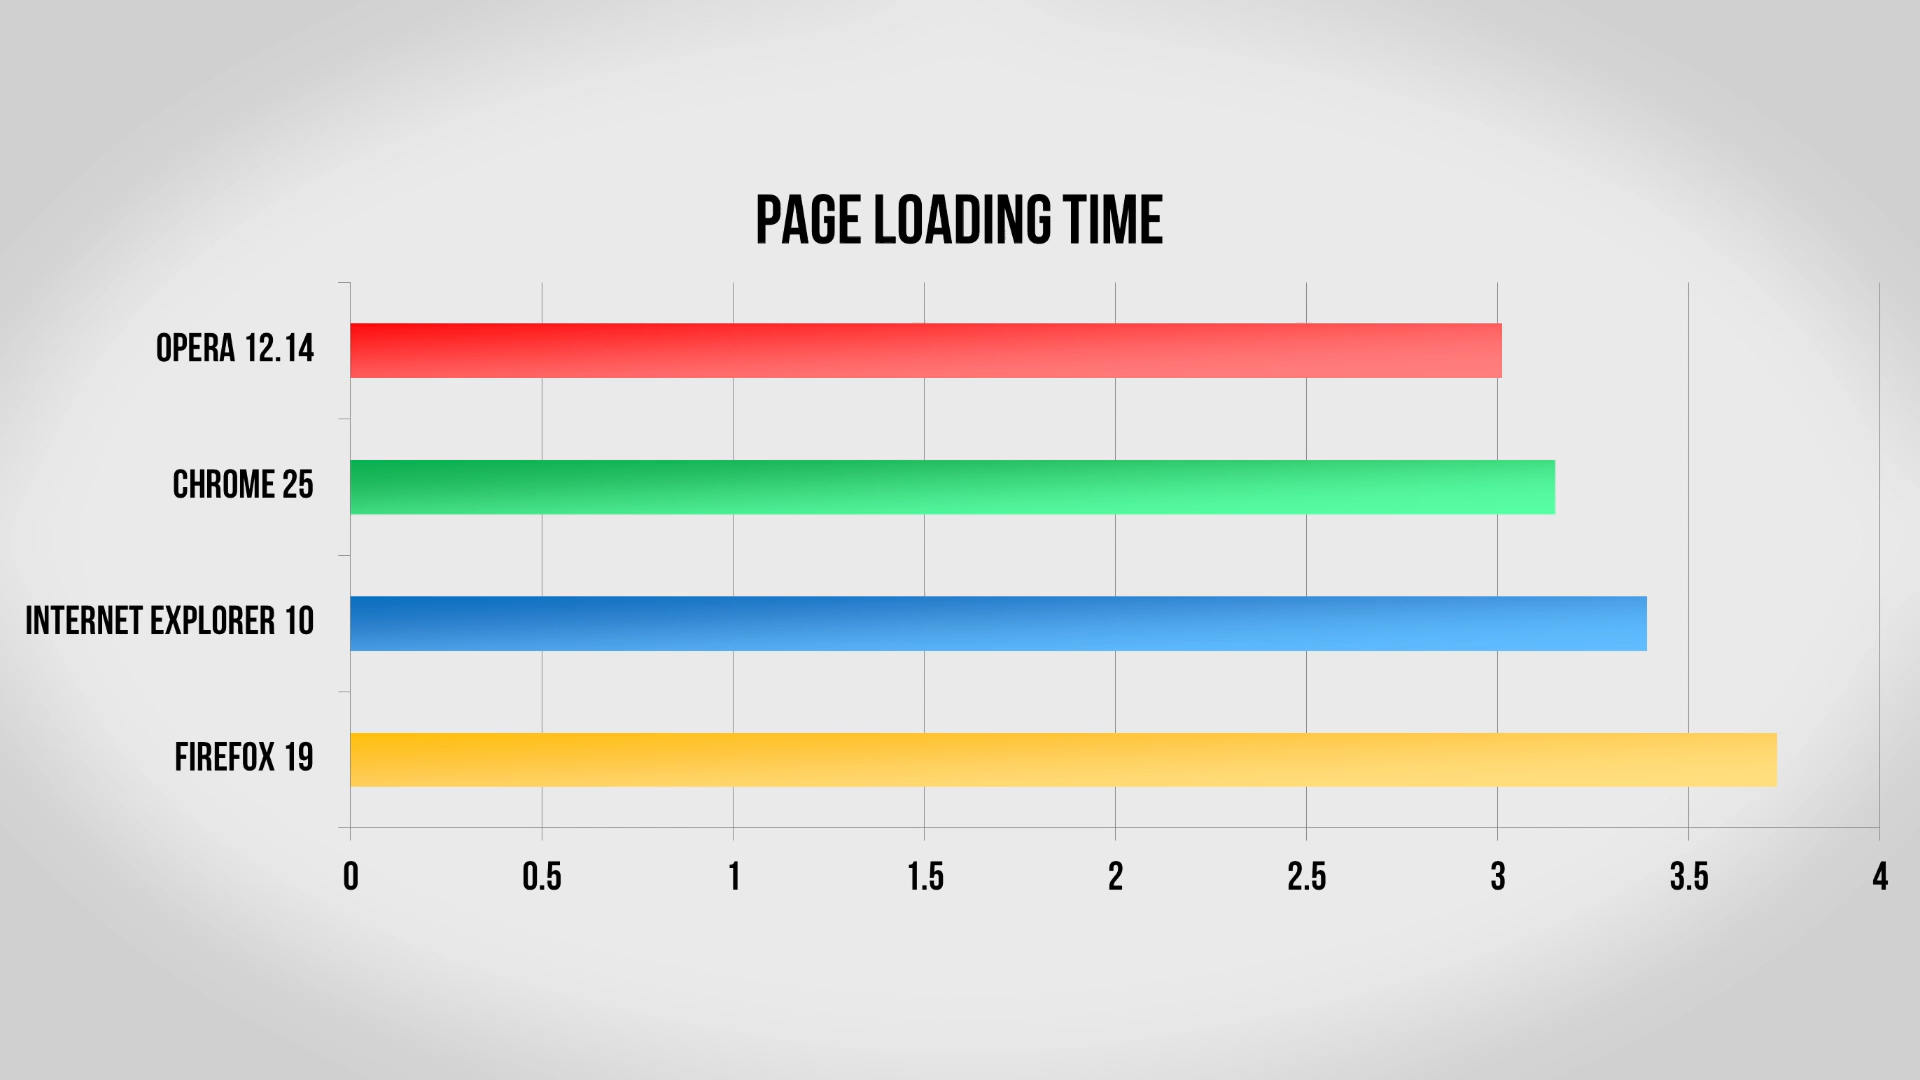 PAGE LOADING TIME
OPERA 12.14
CHROME 25
INTERNET EXPLORER 10
FIREFOX 19
0 0.5 1 1.5 2 2.5 3 3.5 4